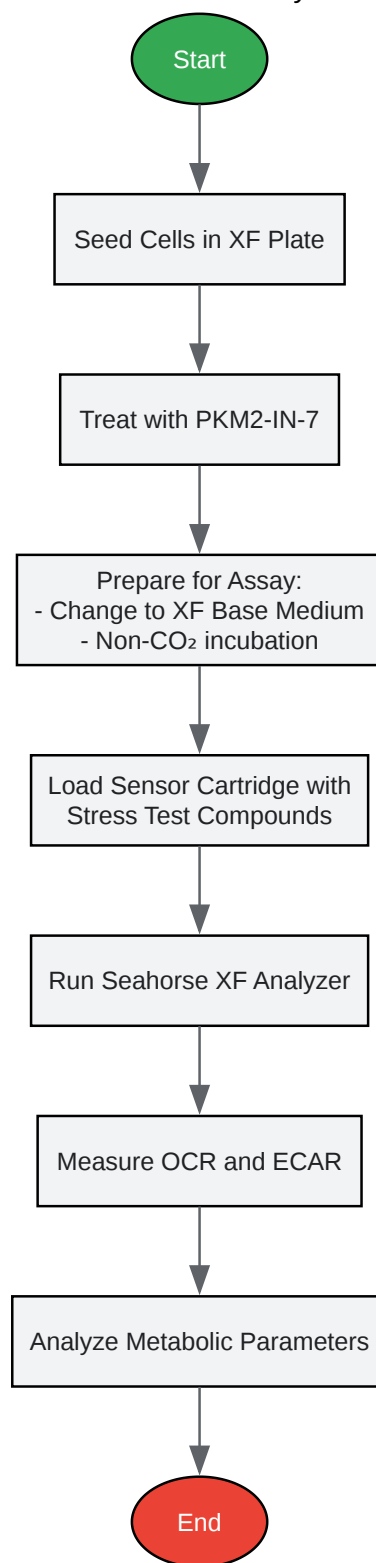 Start
Seed Cells in XF Plate
Treat with PKM2-IN-7
Prepare for Assay:
- Change to XF Base Medium
- Non-CO₂ incubation
Load Sensor Cartridge with
Stress Test Compounds
Run Seahorse XF Analyzer
Measure OCR and ECAR
Analyze Metabolic Parameters
End